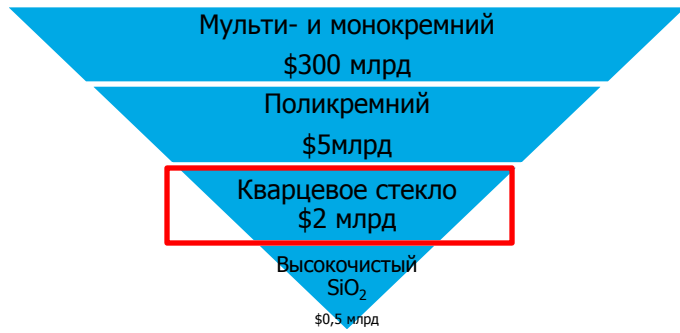 Мульти- и монокремний
$300 млрд
Поликремний
$5млрд
Кварцевое стекло
$2 млрд
Высокочистый
SiO₂
$0,5 млрд